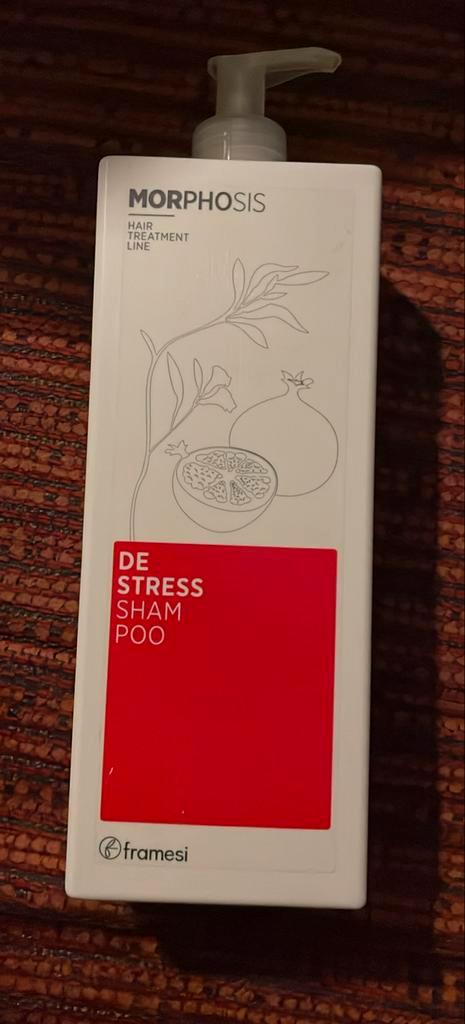 MORPHOSIS
HAIR
TREATMENT
LINE
DE
STRESS
SHAM
POO
framesi